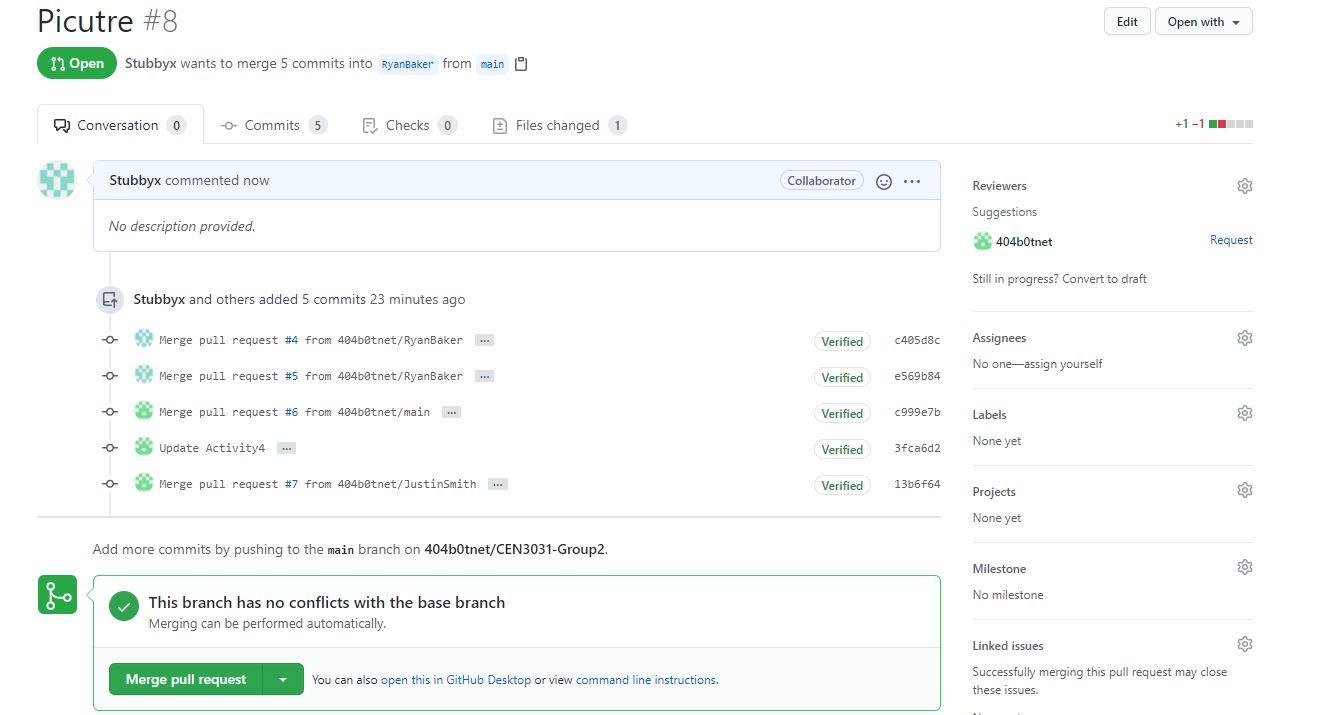 Picutre #8
Edit
Open with
Open
Stubbyx wants to merge 5 commits into RyanBaker from main
Conversation 0
Commits 5
Checks 0
Files changed 1
+1 −1
Stubbyx commented now
Collaborator
No description provided.
Stubbyx and others added 5 commits 23 minutes ago
Merge pull request #4 from 404b0tnet/RyanBaker ... Verified c405d8c
Merge pull request #5 from 404b0tnet/RyanBaker ... Verified e569b84
Merge pull request #6 from 404b0tnet/main ... Verified c999e7b
Update Activity4 ... Verified 3fca6d2
Merge pull request #7 from 404b0tnet/JustinSmith ... Verified 13b6f64
Add more commits by pushing to the main branch on 404b0tnet/CEN3031-Group2.
This branch has no conflicts with the base branch
Merging can be performed automatically.
Merge pull request
You can also open this in GitHub Desktop or view command line instructions.
Reviewers
Suggestions
404b0tnet Request
Still in progress? Convert to draft
Assignees
No one—assign yourself
Labels
None yet
Projects
None yet
Milestone
No milestone
Linked issues
Successfully merging this pull request may close
these issues.